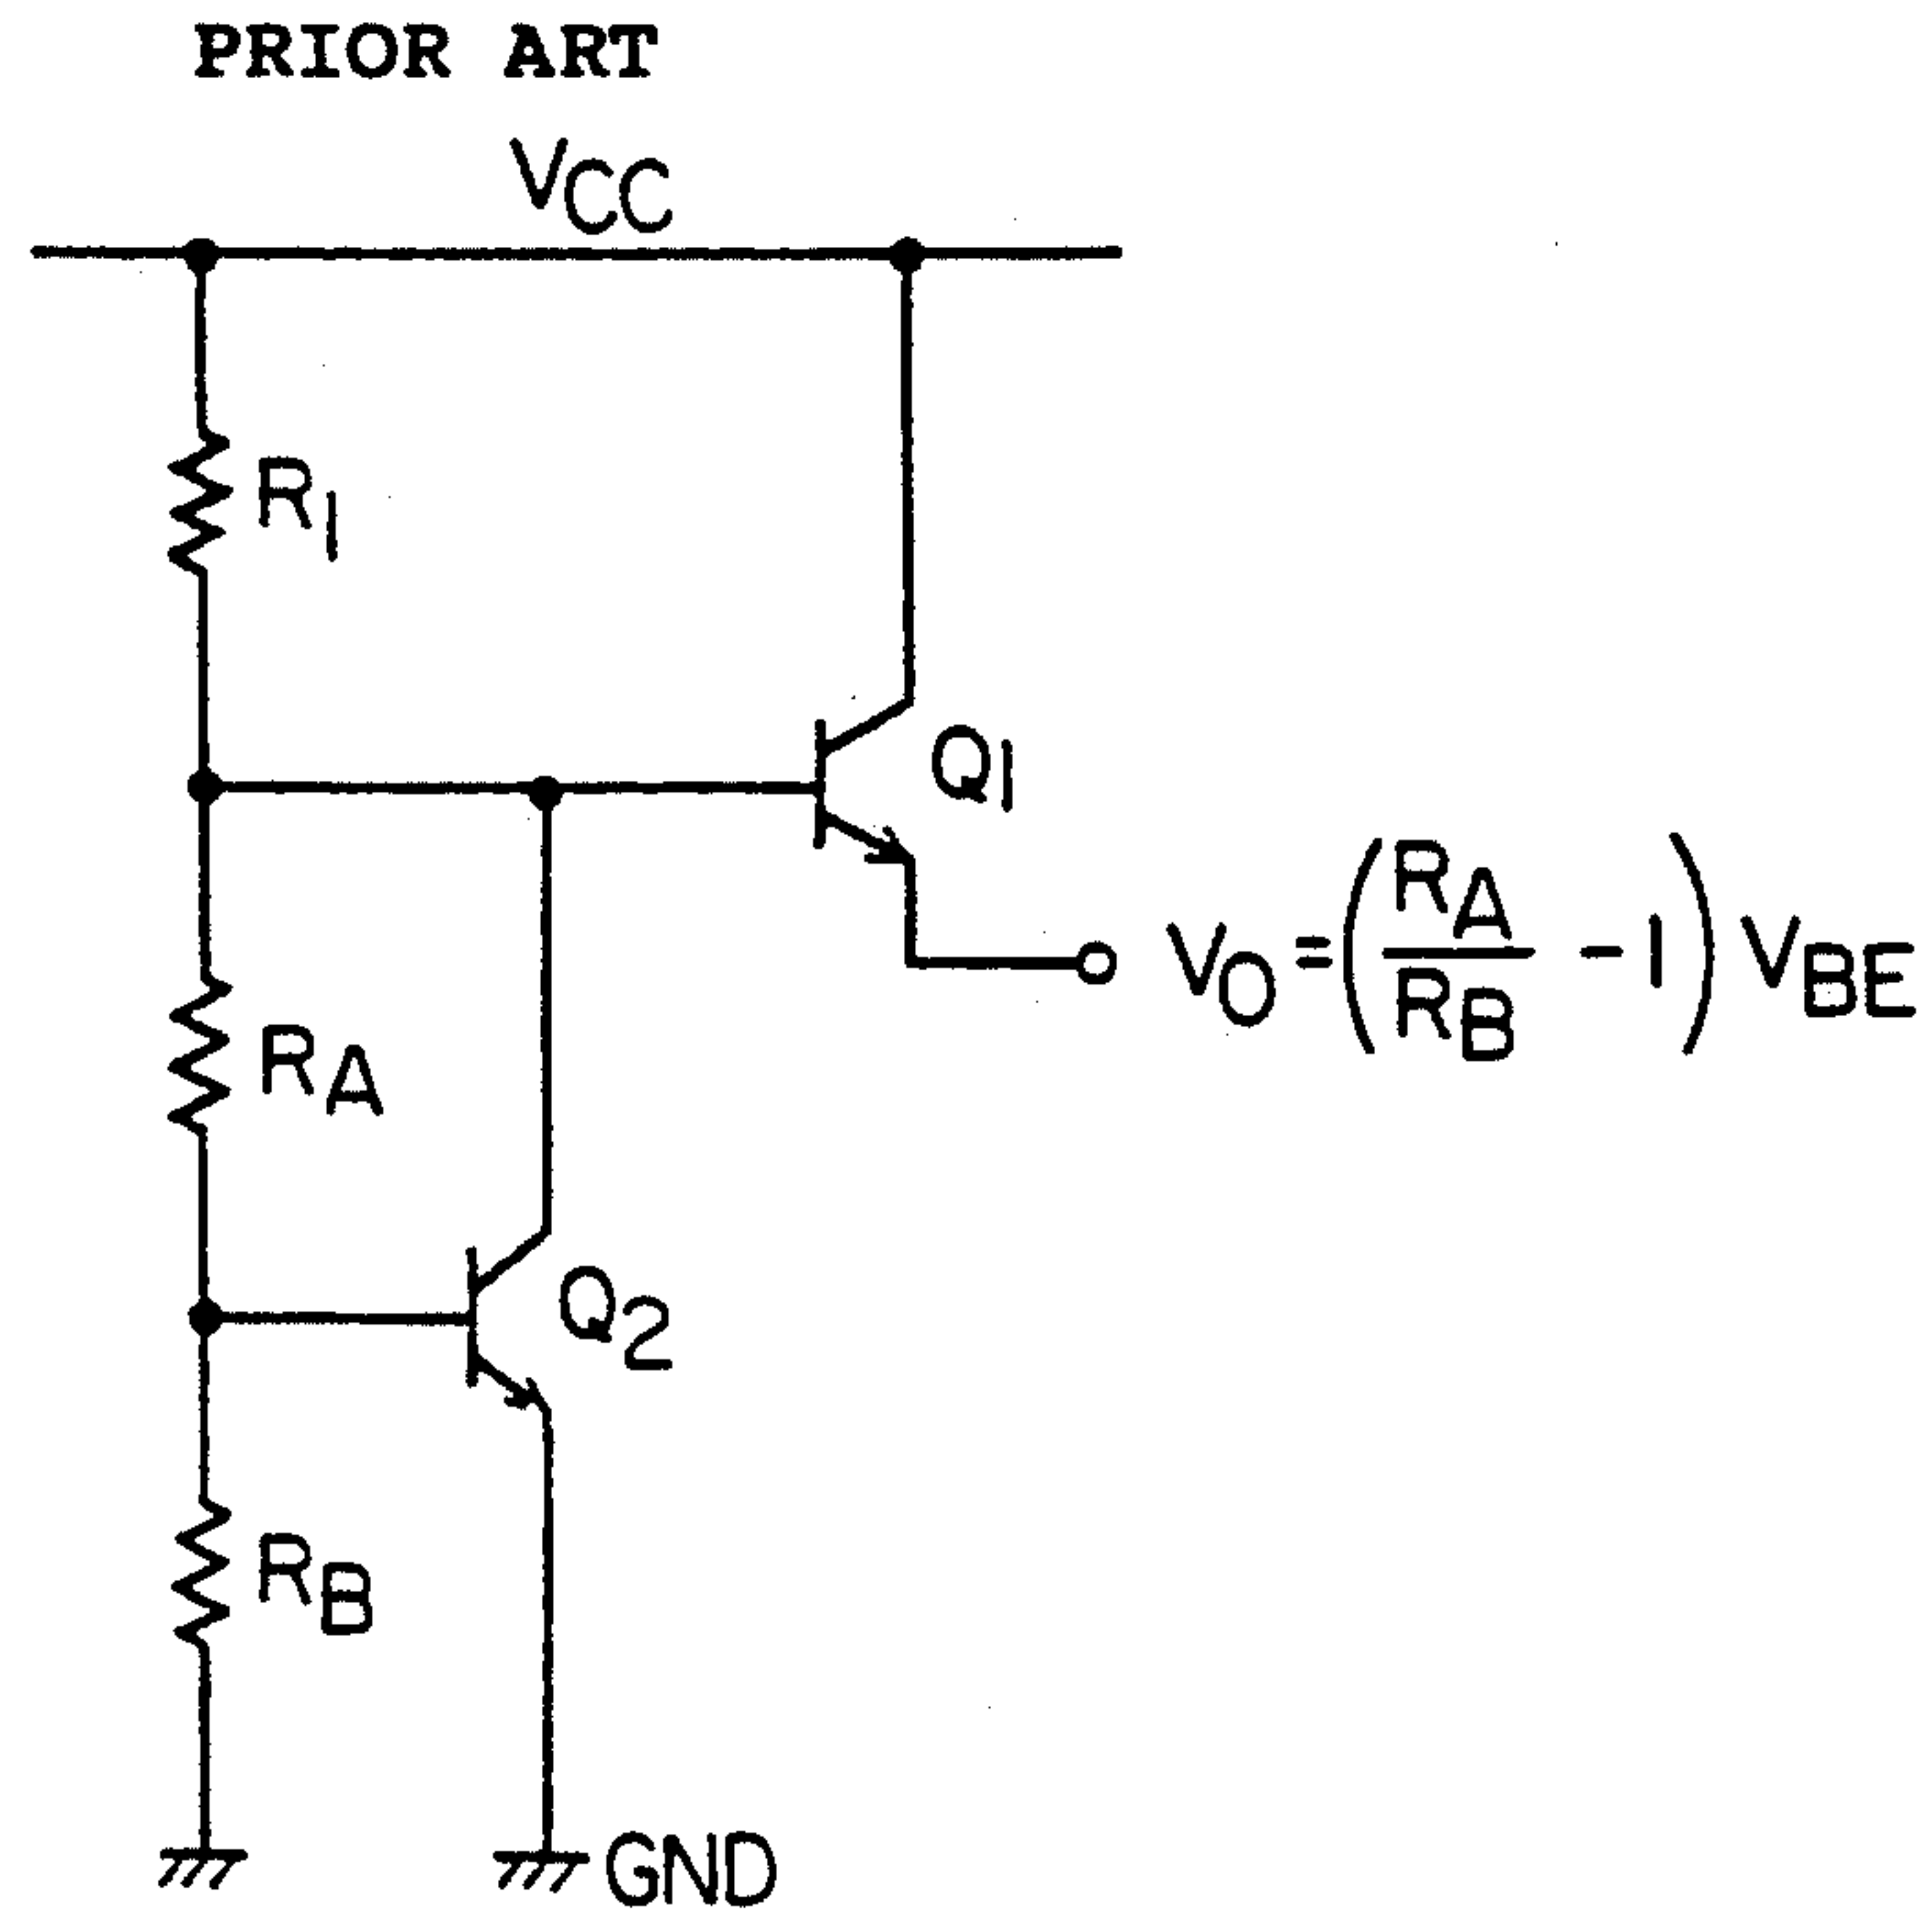 PRIOR ART
VCC
R1
Q1
VO=(RA/RB - 1) VBE
RA
Q2
RB
GND